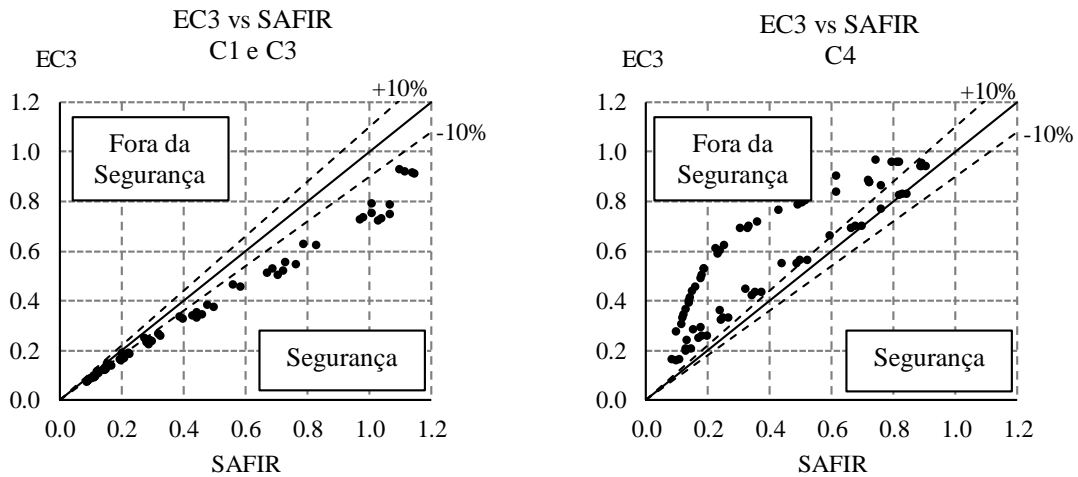 EC3 vs SAFIR
C1 e C3
EC3
+10%
-10%
1.2
1.0
0.8
0.6
0.4
0.2
0.0
Fora da
Segurança
Segurança
0.0 0.2 0.4 0.6 0.8 1.0 1.2
SAFIR
EC3 vs SAFIR
C4
EC3
+10%
-10%
1.2
1.0
0.8
0.6
0.4
0.2
0.0
Fora da
Segurança
Segurança
0.0 0.2 0.4 0.6 0.8 1.0 1.2
SAFIR